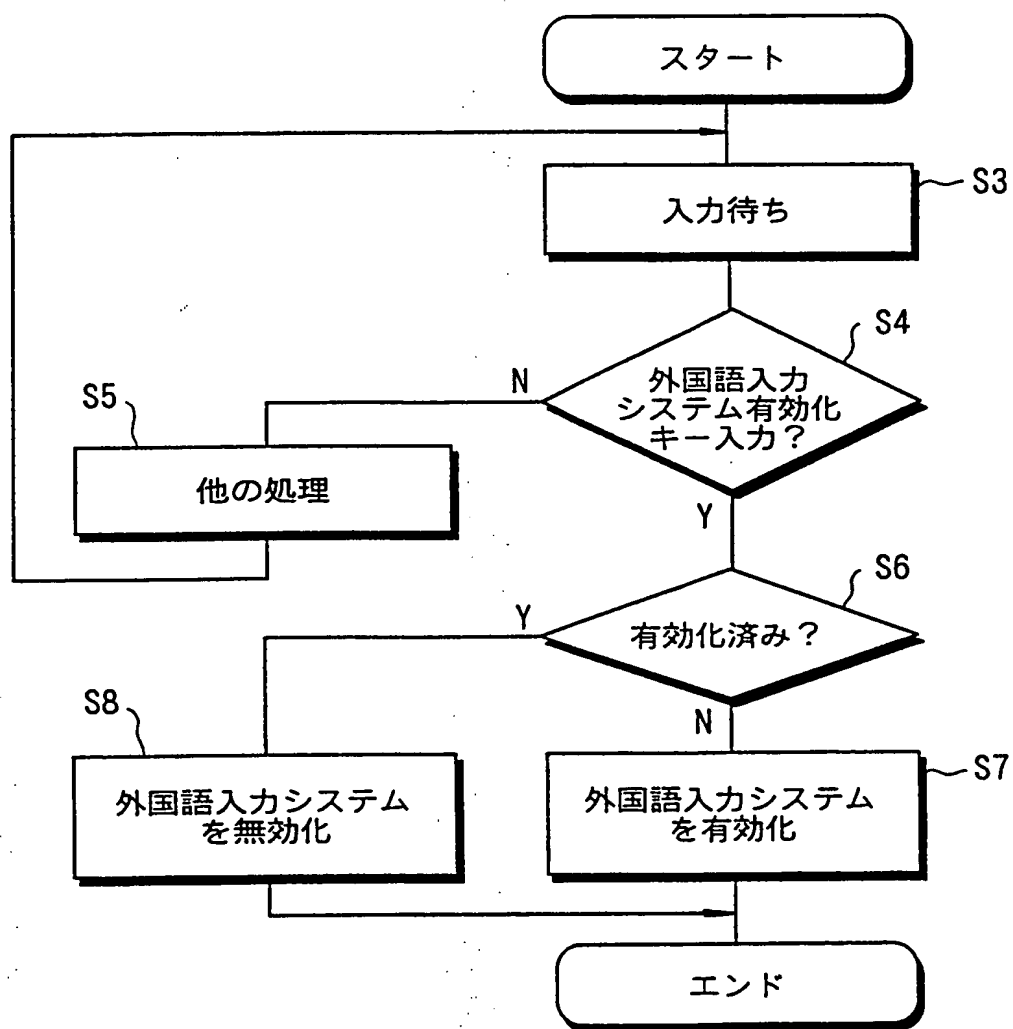 スタート
入力待ち
S3
S4
外国語入力
システム有効化
キー入力？
N
S5
他の処理
Y
S6
有効化済み？
Y
N
S8
外国語入力システム
を無効化
S7
外国語入力システム
を有効化
エンド